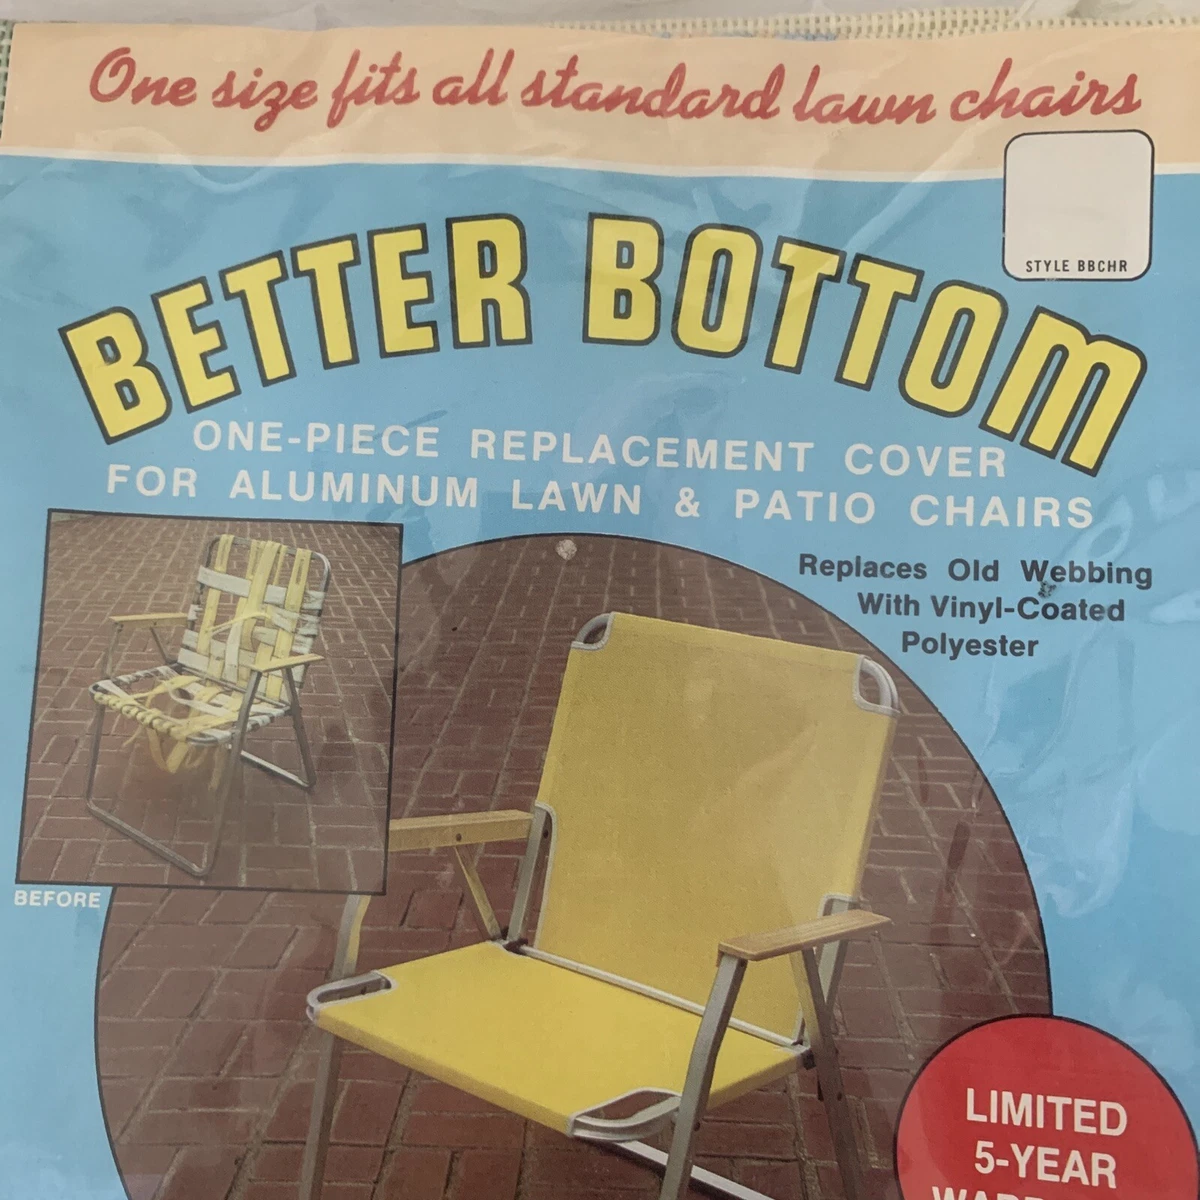 One size fits all standard lawn chairs
STYLE BBCHR
BETTER BOTTOM
ONE-PIECE REPLACEMENT COVER
FOR ALUMINUM LAWN & PATIO CHAIRS
Replaces Old Webbing
With Vinyl-Coated
Polyester
BEFORE
LIMITED
5-YEAR